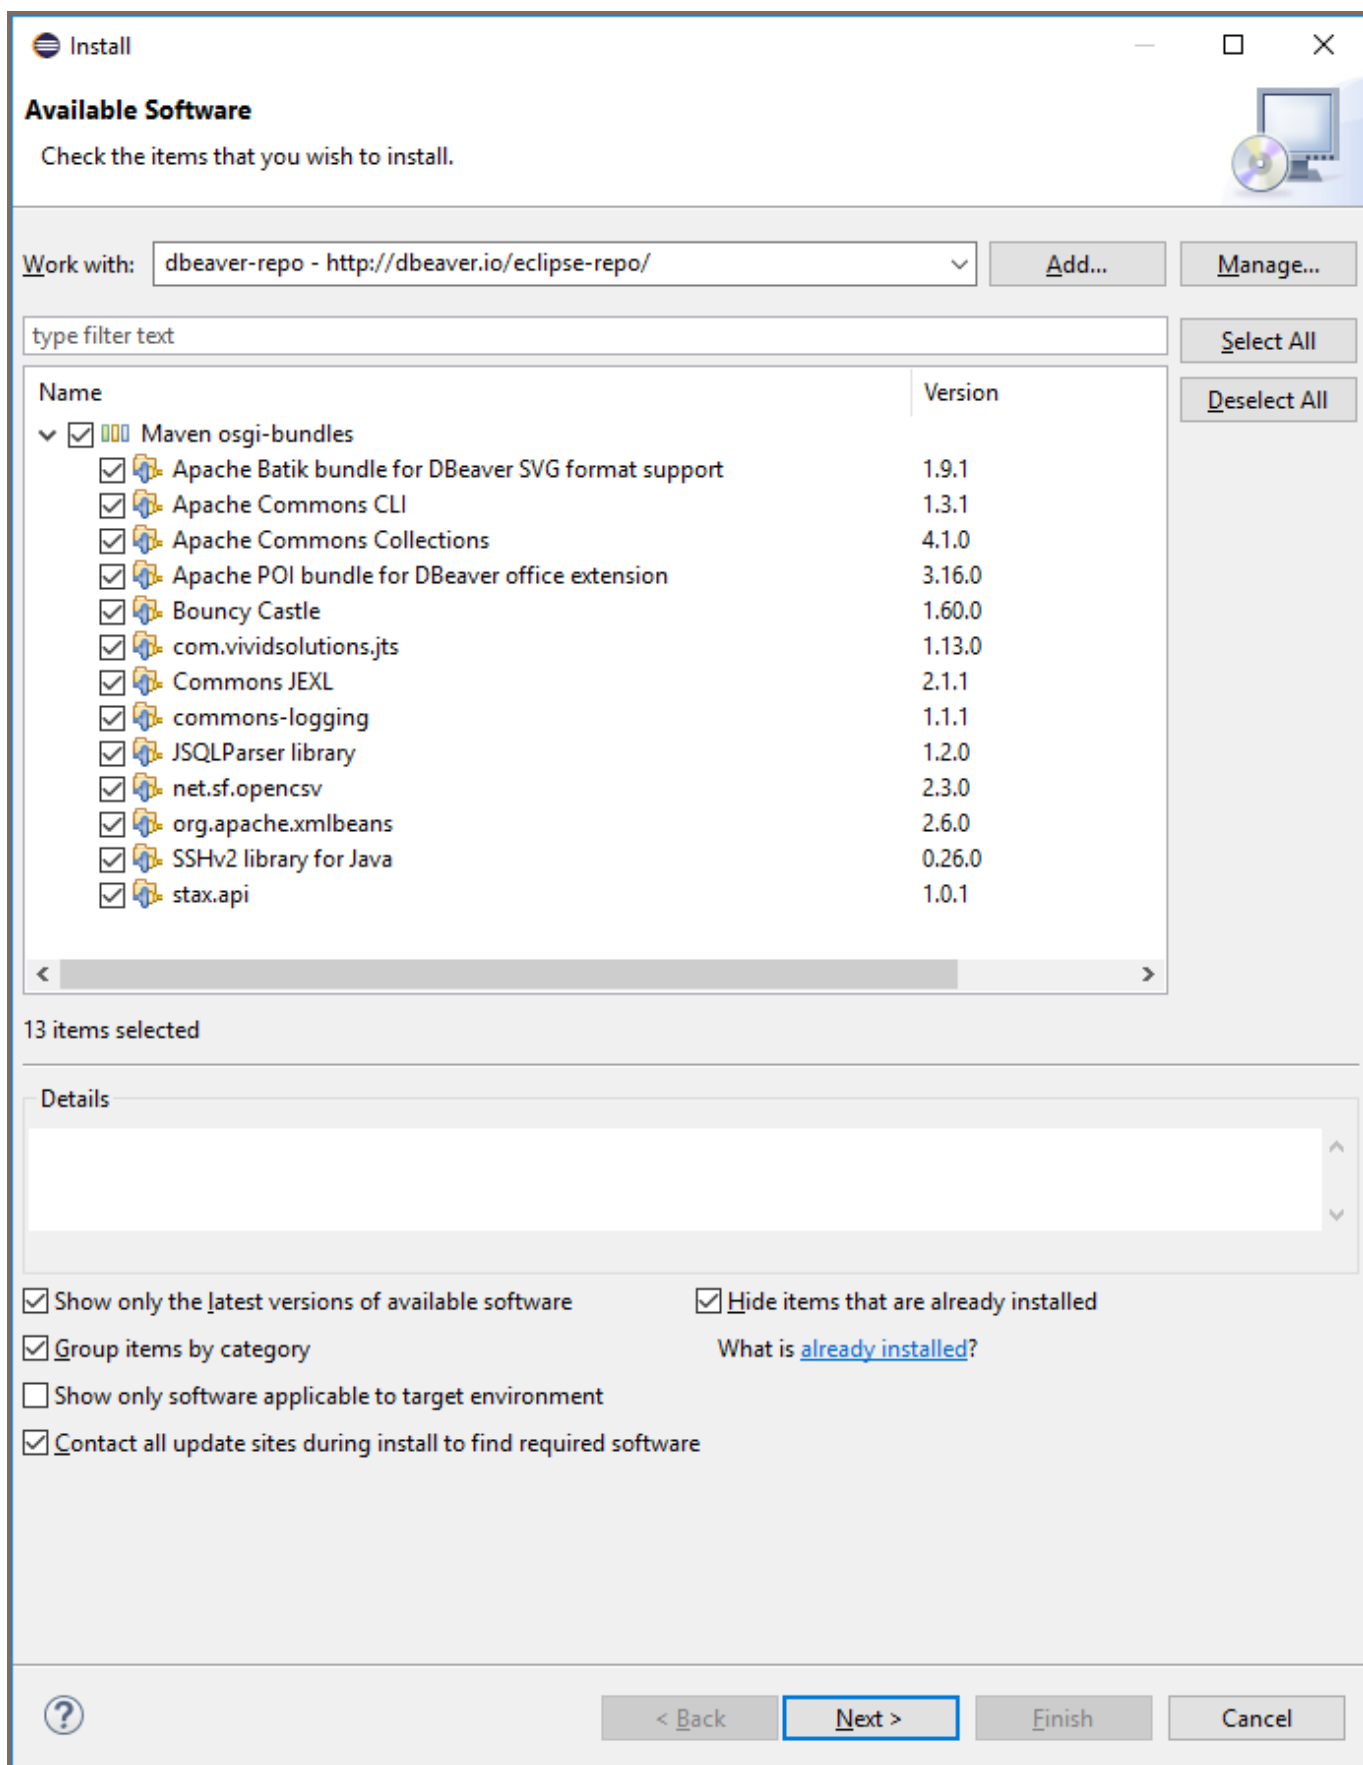 Install
Available Software
Check the items that you wish to install.
Work with: dbeaver-repo - http://dbeaver.io/eclipse-repo/ Add... Manage...
type filter text Select All
Name Version Deselect All
Maven osgi-bundles
Apache Batik bundle for DBeaver SVG format support 1.9.1
Apache Commons CLI 1.3.1
Apache Commons Collections 4.1.0
Apache POI bundle for DBeaver office extension 3.16.0
Bouncy Castle 1.60.0
com.vividsolutions.jts 1.13.0
Commons JEXL 2.1.1
commons-logging 1.1.1
JSQLParser library 1.2.0
net.sf.opencsv 2.3.0
org.apache.xmlbeans 2.6.0
SSHv2 library for Java 0.26.0
stax.api 1.0.1
13 items selected
Details
Show only the latest versions of available software Hide items that are already installed
Group items by category What is already installed?
Show only software applicable to target environment
Contact all update sites during install to find required software
? < Back Next > Finish Cancel